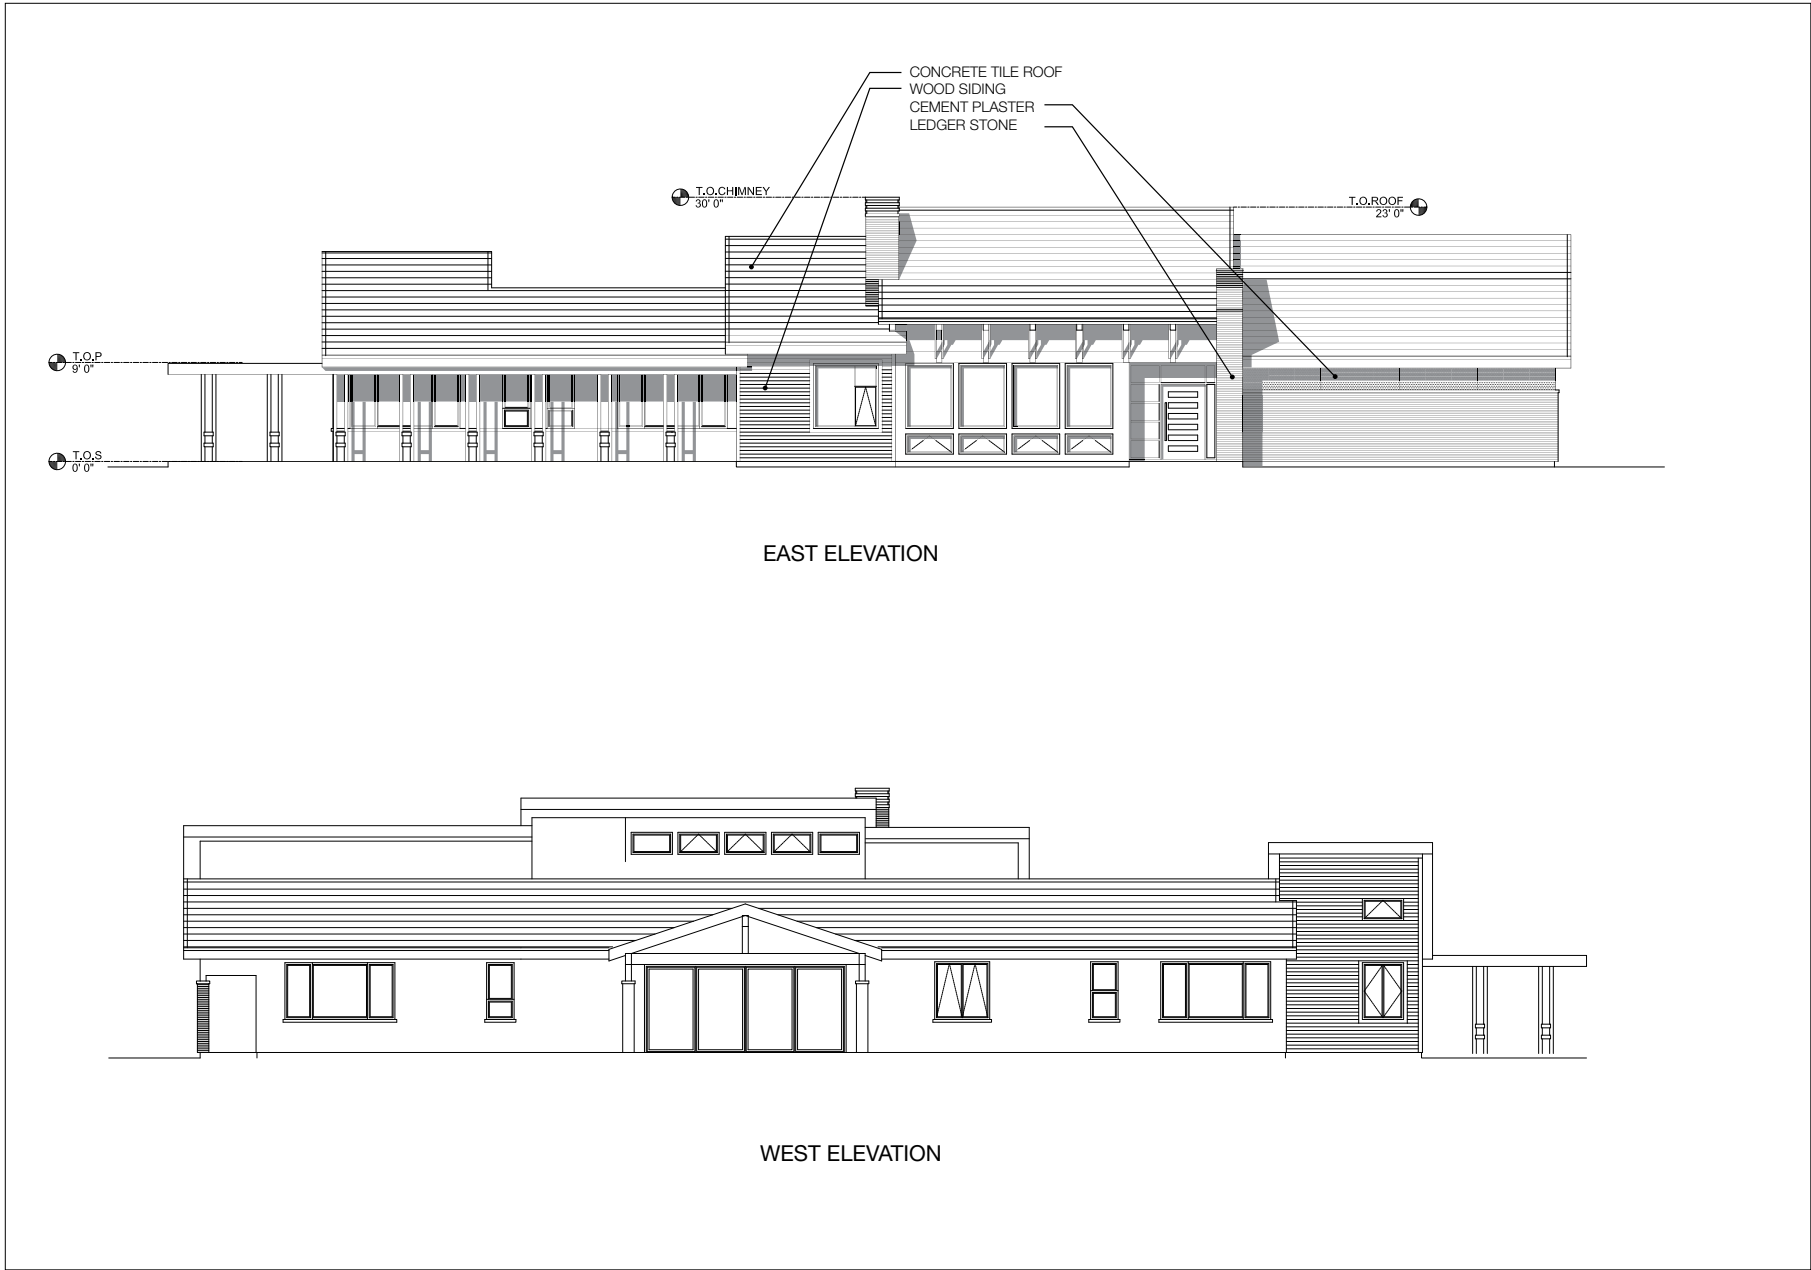 CONCRETE TILE ROOF
WOOD SIDING
CEMENT PLASTER
LEDGER STONE
T.O.CHIMNEY
30' 0"
T.O.ROOF
23' 0"
T.O.P
9' 0"
T.O.S
0' 0"
EAST ELEVATION
WEST ELEVATION